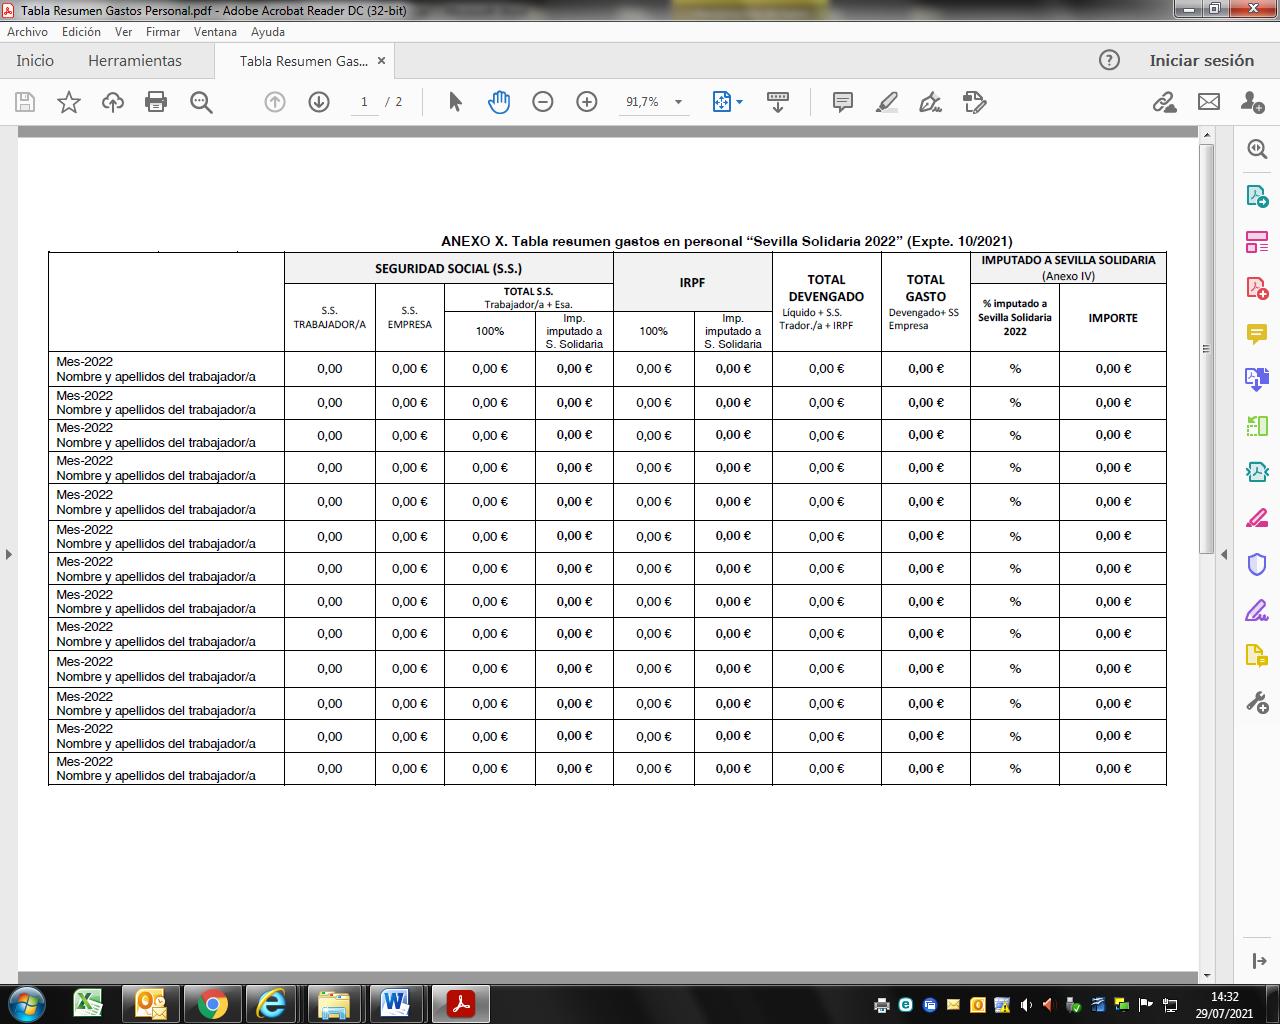 Tabla Resumen Gastos Personal.pdf - Adobe Acrobat Reader DC (32-bit)
Archivo Edición Ver Firmar Ventana Ayuda
Inicio Herramientas Tabla Resumen Gas... × ? Iniciar sesión
1 / 2 91,7%
ANEXO X. Tabla resumen gastos en personal “Sevilla Solidaria 2022” (Expte. 10/2021)
SEGURIDAD SOCIAL (S.S.) IRPF TOTAL DEVENGADO Líquido + S.S. Trador./a + IRPF TOTAL GASTO Devengado+ SS Empresa IMPUTADO A SEVILLA SOLIDARIA (Anexo IV)
S.S. TRABAJADOR/A S.S. EMPRESA TOTAL S.S. Trabajador/a + Esa. % imputado a Sevilla Solidaria 2022 IMPORTE
100% Imp. imputado a S. Solidaria 100% Imp. imputado a S. Solidaria
Mes-2022
Nombre y apellidos del trabajador/a 0,00 0,00 € 0,00 € 0,00 € 0,00 € 0,00 € 0,00 € 0,00 € % 0,00 €
Mes-2022
Nombre y apellidos del trabajador/a 0,00 0,00 € 0,00 € 0,00 € 0,00 € 0,00 € 0,00 € 0,00 € % 0,00 €
Mes-2022
Nombre y apellidos del trabajador/a 0,00 0,00 € 0,00 € 0,00 € 0,00 € 0,00 € 0,00 € 0,00 € % 0,00 €
Mes-2022
Nombre y apellidos del trabajador/a 0,00 0,00 € 0,00 € 0,00 € 0,00 € 0,00 € 0,00 € 0,00 € % 0,00 €
Mes-2022
Nombre y apellidos del trabajador/a 0,00 0,00 € 0,00 € 0,00 € 0,00 € 0,00 € 0,00 € 0,00 € % 0,00 €
Mes-2022
Nombre y apellidos del trabajador/a 0,00 0,00 € 0,00 € 0,00 € 0,00 € 0,00 € 0,00 € 0,00 € % 0,00 €
Mes-2022
Nombre y apellidos del trabajador/a 0,00 0,00 € 0,00 € 0,00 € 0,00 € 0,00 € 0,00 € 0,00 € % 0,00 €
Mes-2022
Nombre y apellidos del trabajador/a 0,00 0,00 € 0,00 € 0,00 € 0,00 € 0,00 € 0,00 € 0,00 € % 0,00 €
Mes-2022
Nombre y apellidos del trabajador/a 0,00 0,00 € 0,00 € 0,00 € 0,00 € 0,00 € 0,00 € 0,00 € % 0,00 €
Mes-2022
Nombre y apellidos del trabajador/a 0,00 0,00 € 0,00 € 0,00 € 0,00 € 0,00 € 0,00 € 0,00 € % 0,00 €
Mes-2022
Nombre y apellidos del trabajador/a 0,00 0,00 € 0,00 € 0,00 € 0,00 € 0,00 € 0,00 € 0,00 € % 0,00 €
Mes-2022
Nombre y apellidos del trabajador/a 0,00 0,00 € 0,00 € 0,00 € 0,00 € 0,00 € 0,00 € 0,00 € % 0,00 €
Mes-2022
Nombre y apellidos del trabajador/a 0,00 0,00 € 0,00 € 0,00 € 0,00 € 0,00 € 0,00 € 0,00 € % 0,00 €
14:32
29/07/2021